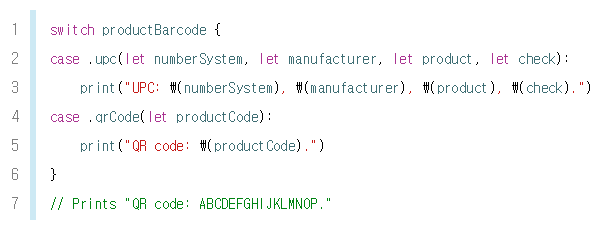 1 switch productBarcode {
2 case .upc(let numberSystem, let manufacturer, let product, let check):
3     print("UPC: ₩(numberSystem), ₩(manufacturer), ₩(product), ₩(check).")
4 case .qrCode(let productCode):
5     print("QR code: ₩(productCode).")
6 }
7 // Prints "QR code: ABCDEFGHIJKLMNOP."